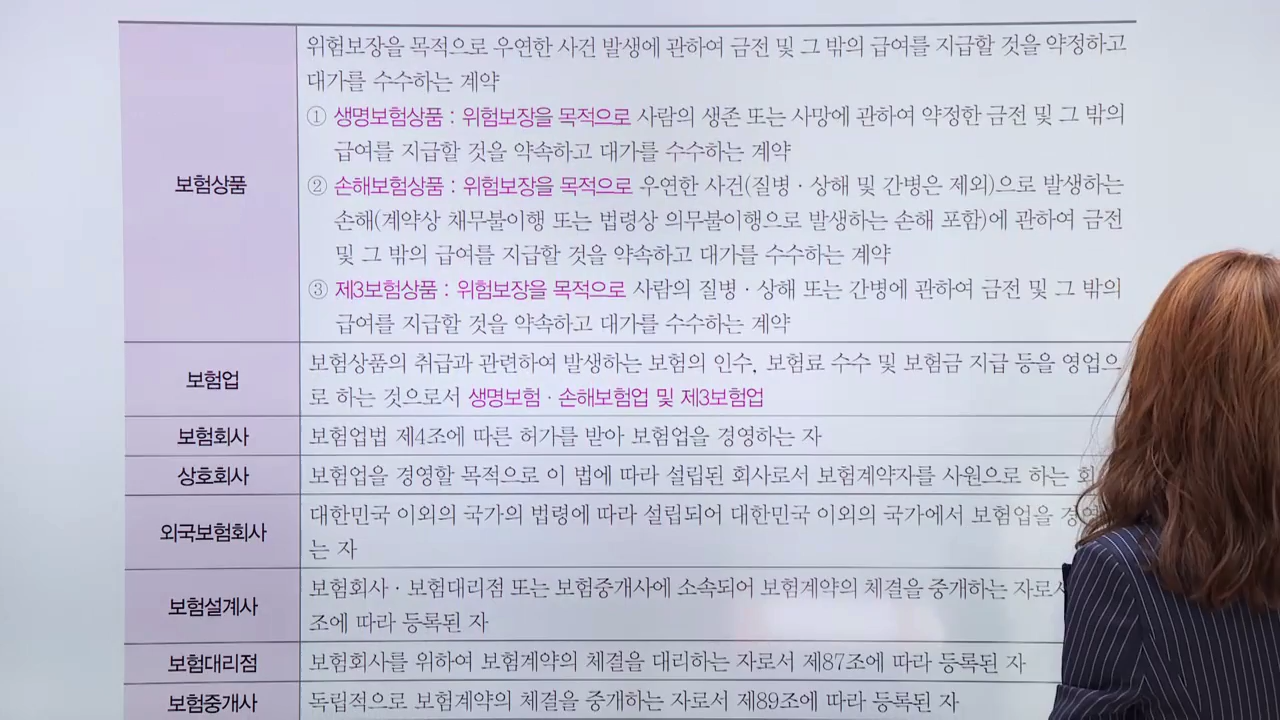 보험상품
위험보장을 목적으로 우연한 사건 발생에 관하여 금전 및 그 밖의 급여를 지급할 것을 약정하고
대가를 수수하는 계약
① 생명보험상품 : 위험보장을 목적으로 사람의 생존 또는 사망에 관하여 약정한 금전 및 그 밖의
급여를 지급할 것을 약속하고 대가를 수수하는 계약
② 손해보험상품 : 위험보장을 목적으로 우연한 사건(질병 · 상해 및 간병은 제외)으로 발생하는
손해(계약상 채무불이행 또는 법령상 의무불이행으로 발생하는 손해 포함)에 관하여 금전
및 그 밖의 급여를 지급할 것을 약속하고 대가를 수수하는 계약
③ 제3보험상품 : 위험보장을 목적으로 사람의 질병 · 상해 또는 간병에 관하여 금전 및 그 밖의
급여를 지급할 것을 약속하고 대가를 수수하는 계약
보험업
보험상품의 취급과 관련하여 발생하는 보험의 인수, 보험료 수수 및 보험금 지급 등을 영업으
로 하는 것으로서 생명보험 · 손해보험업 및 제3보험업
보험회사
보험업법 제4조에 따른 허가를 받아 보험업을 경영하는 자
상호회사
보험업을 경영할 목적으로 이 법에 따라 설립된 회사로서 보험계약자를 사원으로 하는
외국보험회사
대한민국 이외의 국가의 법령에 따라 설립되어 대한민국 이외의 국가에서 보험업을
는 자
보험설계사
보험회사 · 보험대리점 또는 보험중개사에 소속되어 보험계약의 체결을 중개하는
조에 따라 등록된 자
보험대리점
보험회사를 위하여 보험계약의 체결을 대리하는 자로서 제87조에 따라 등록된 자
보험중개사
독립적으로 보험계약의 체결을 중개하는 자로서 제89조에 따라 등록된 자